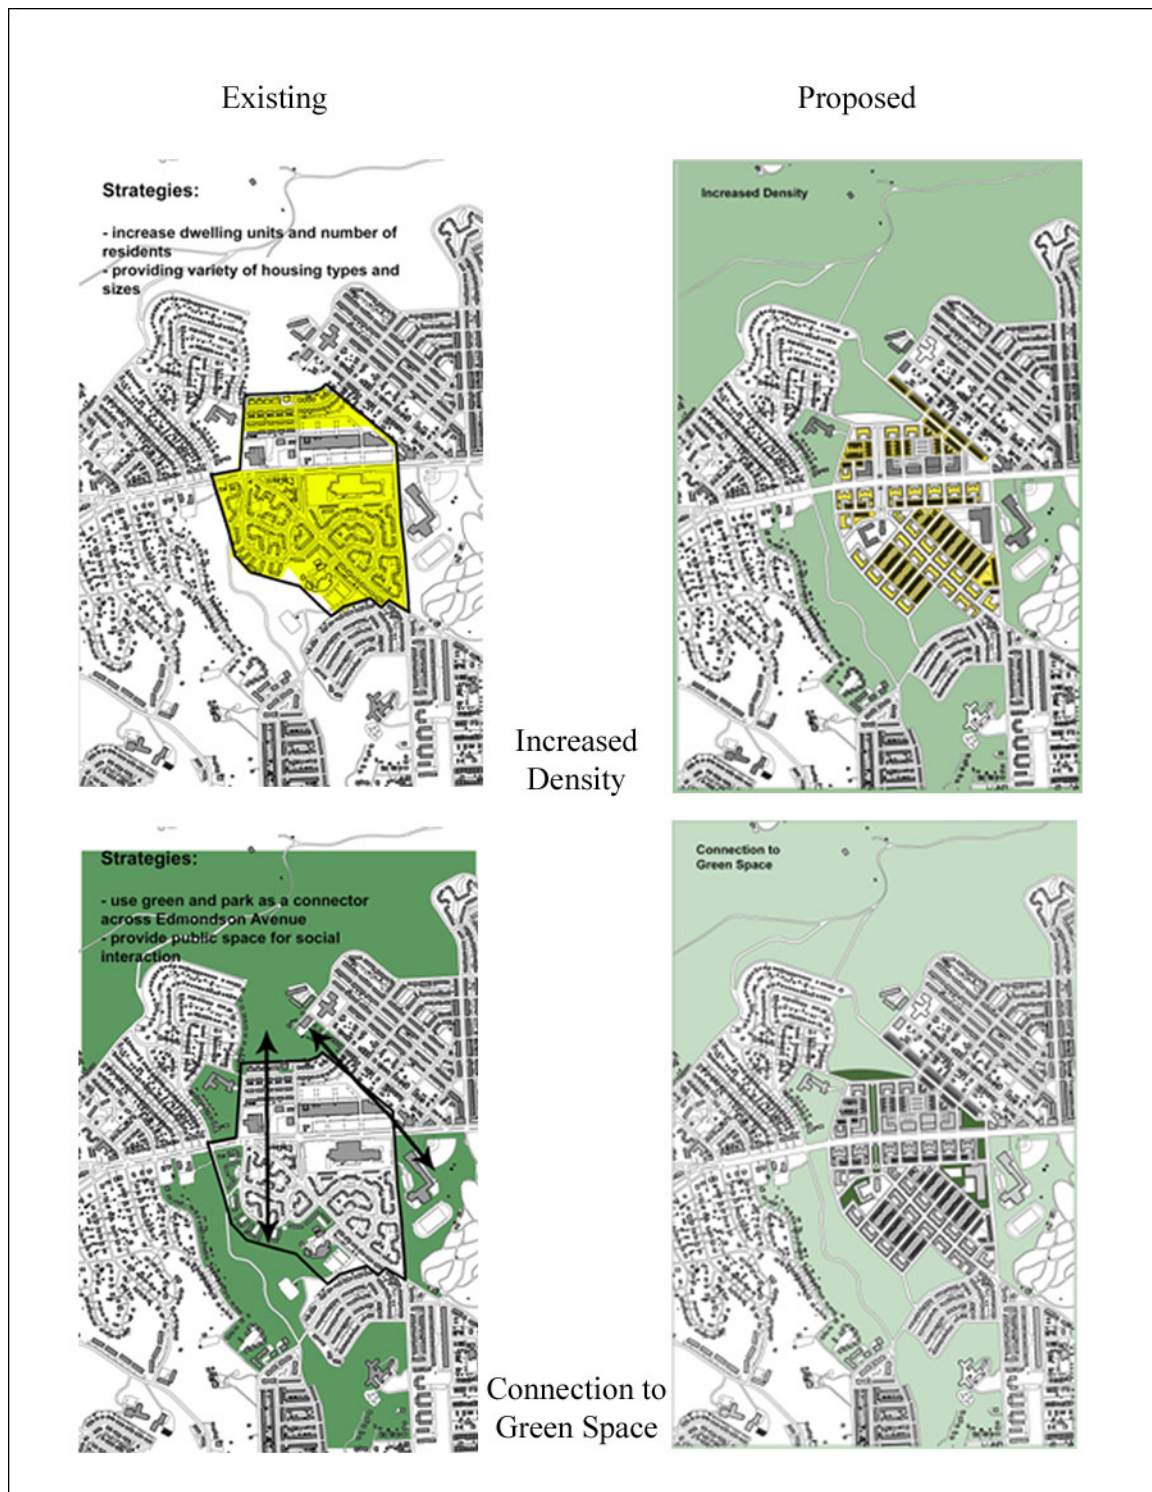 Existing
Proposed
Strategies:
- increase dwelling units and number of
residents
- providing variety of housing types and
sizes
Increased Density
Increased
Density
Strategies:
- use green and park as a connector
across Edmondson Avenue
- provide public space for social
interaction
Connection to
Green Space
Connection to
Green Space